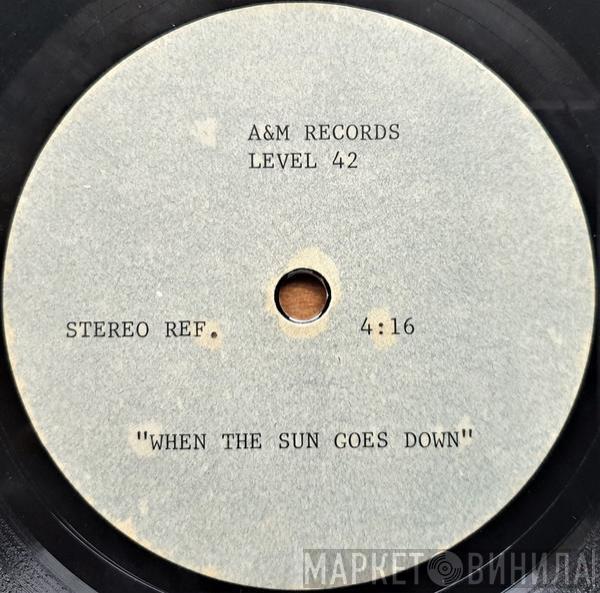 A&M RECORDS
LEVEL 42
STEREO REF. 4:16
"WHEN THE SUN GOES DOWN"
МАРКЕТ ВИНИЛА